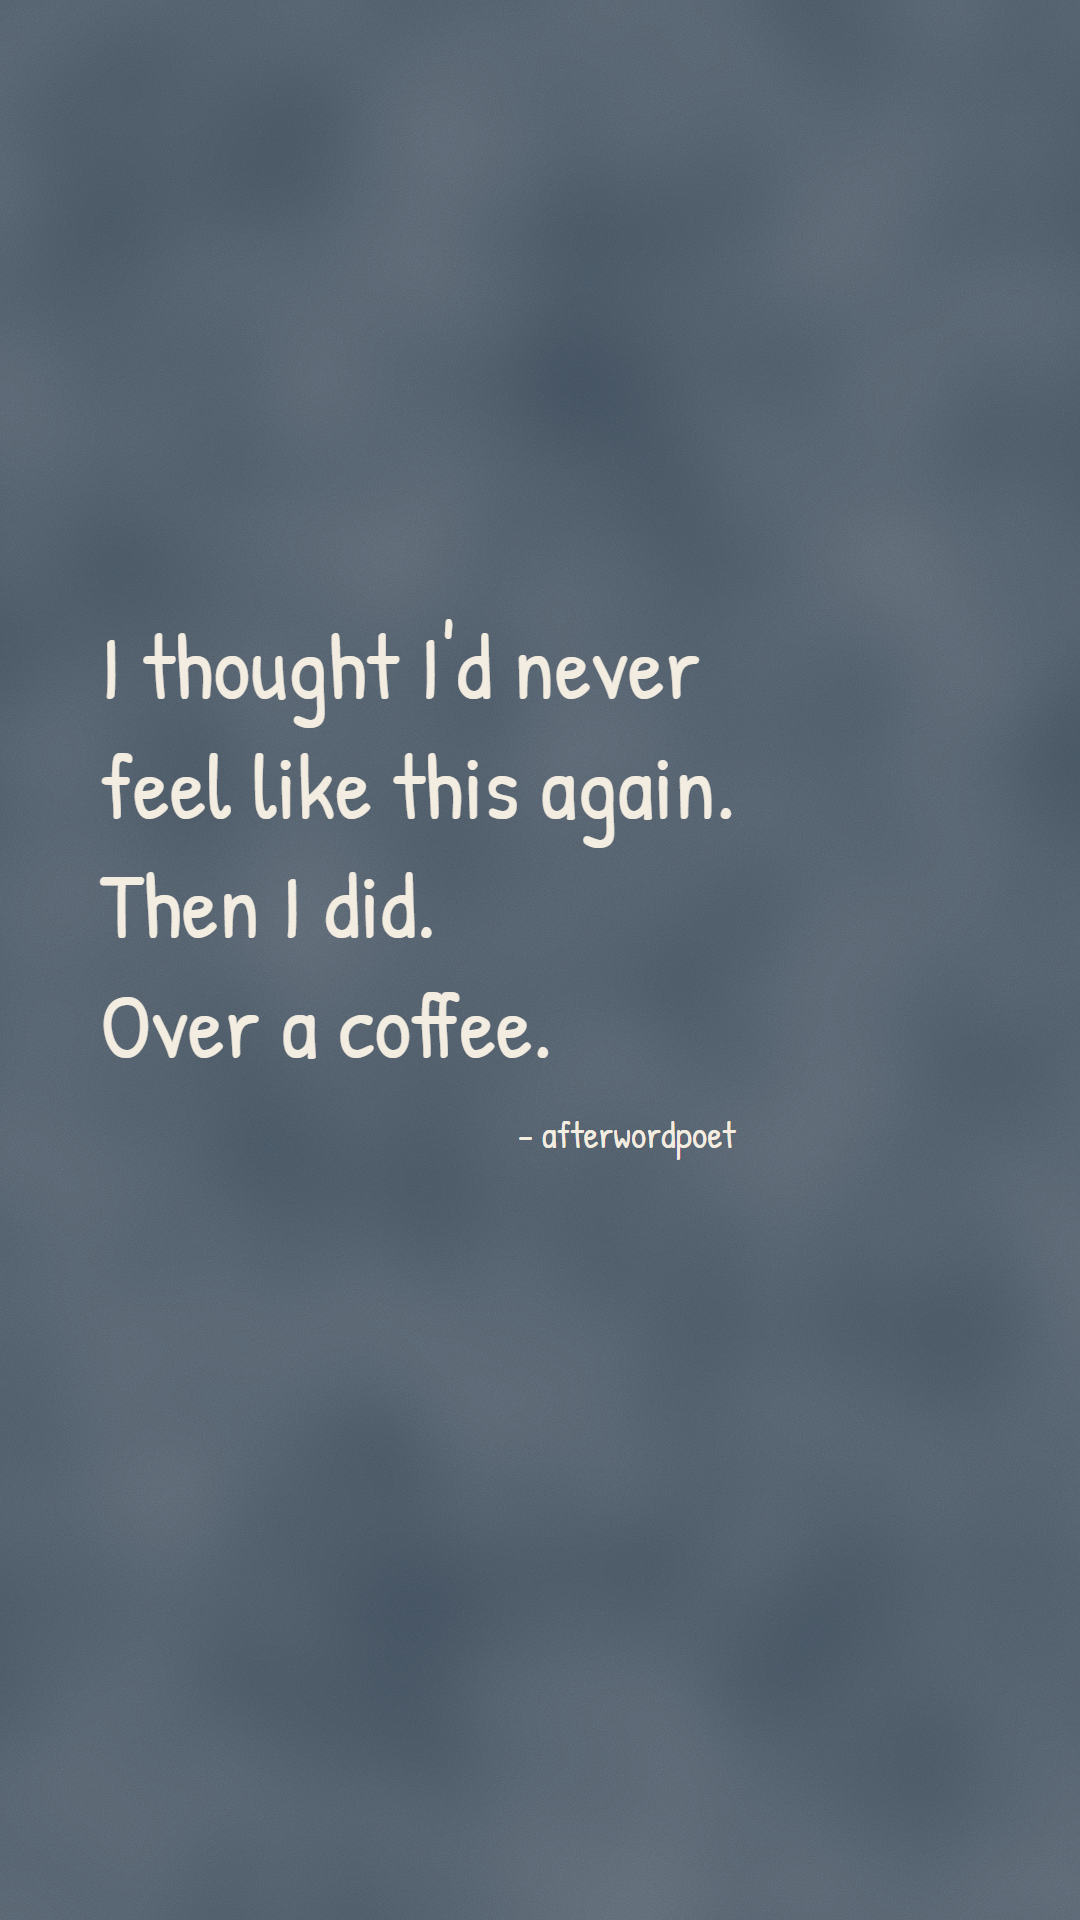 I thought I'd never
feel like this again.
Then I did.
Over a coffee.
- afterwordpoet